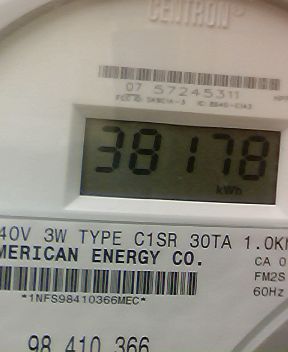 CENTRON®
07 57245311
38178
kWh
40V 3W TYPE C1SR 30TA 1.0K
MERICAN ENERGY CO.
CA 0
FM2S
60Hz
*1NFS98410366MEC*
98 410 366